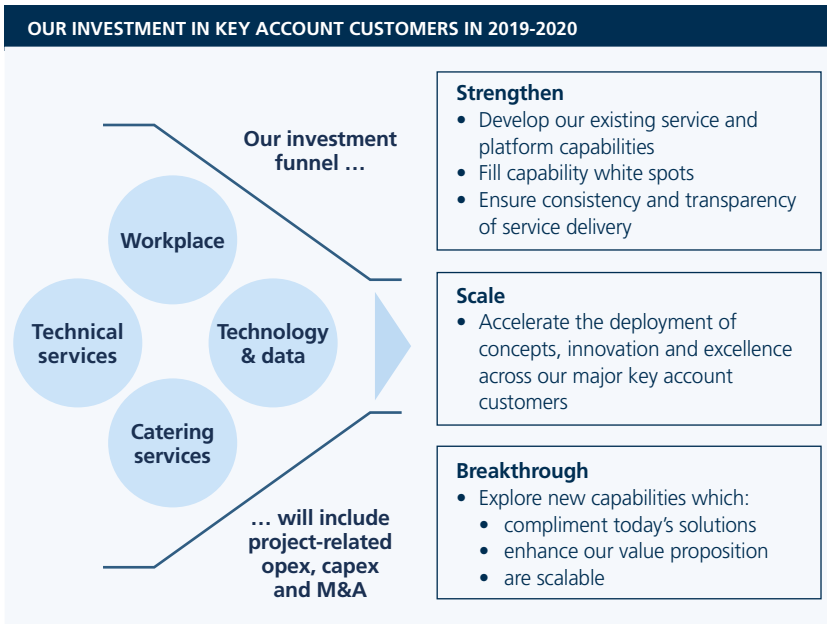 OUR INVESTMENT IN KEY ACCOUNT CUSTOMERS IN 2019-2020
Our investment
funnel …
Workplace
Technical
services
Technology
& data
Catering
services
… will include
project-related
opex, capex
and M&A
Strengthen
• Develop our existing service and
platform capabilities
• Fill capability white spots
• Ensure consistency and transparency
of service delivery
Scale
• Accelerate the deployment of
concepts, innovation and excellence
across our major key account
customers
Breakthrough
• Explore new capabilities which:
• compliment today’s solutions
• enhance our value proposition
• are scalable